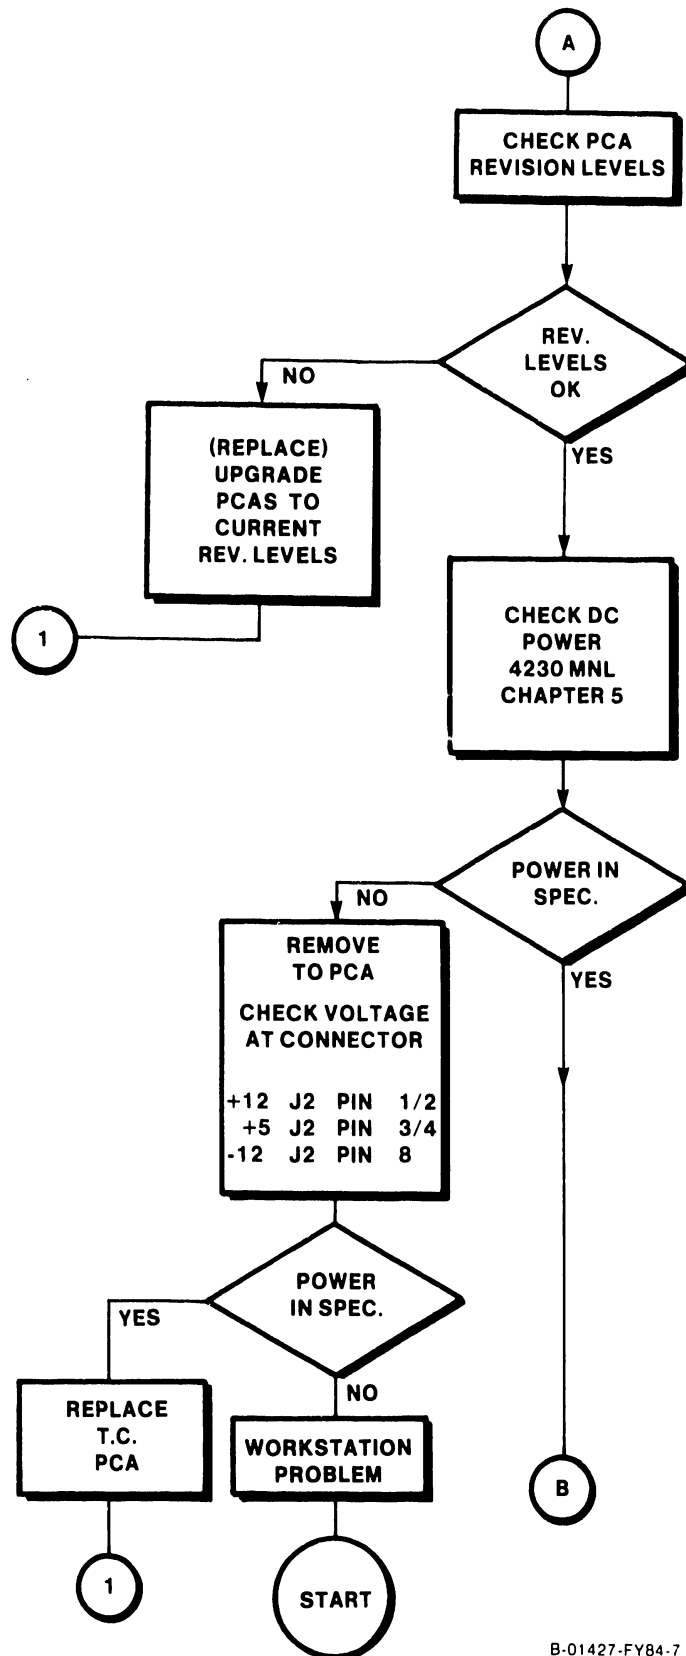 A
CHECK PCA
REVISION LEVELS
REV.
LEVELS
OK
NO
YES
(REPLACE)
UPGRADE
PCAS TO
CURRENT
REV. LEVELS
1
CHECK DC
POWER
4230 MNL
CHAPTER 5
POWER IN
SPEC.
NO
YES
REMOVE
TO PCA
CHECK VOLTAGE
AT CONNECTOR
+12 J2 PIN 1/2
+5 J2 PIN 3/4
-12 J2 PIN 8
POWER
IN SPEC.
YES
NO
REPLACE
T.C.
PCA
WORKSTATION
PROBLEM
B
1
START
B-01427-FY84-7